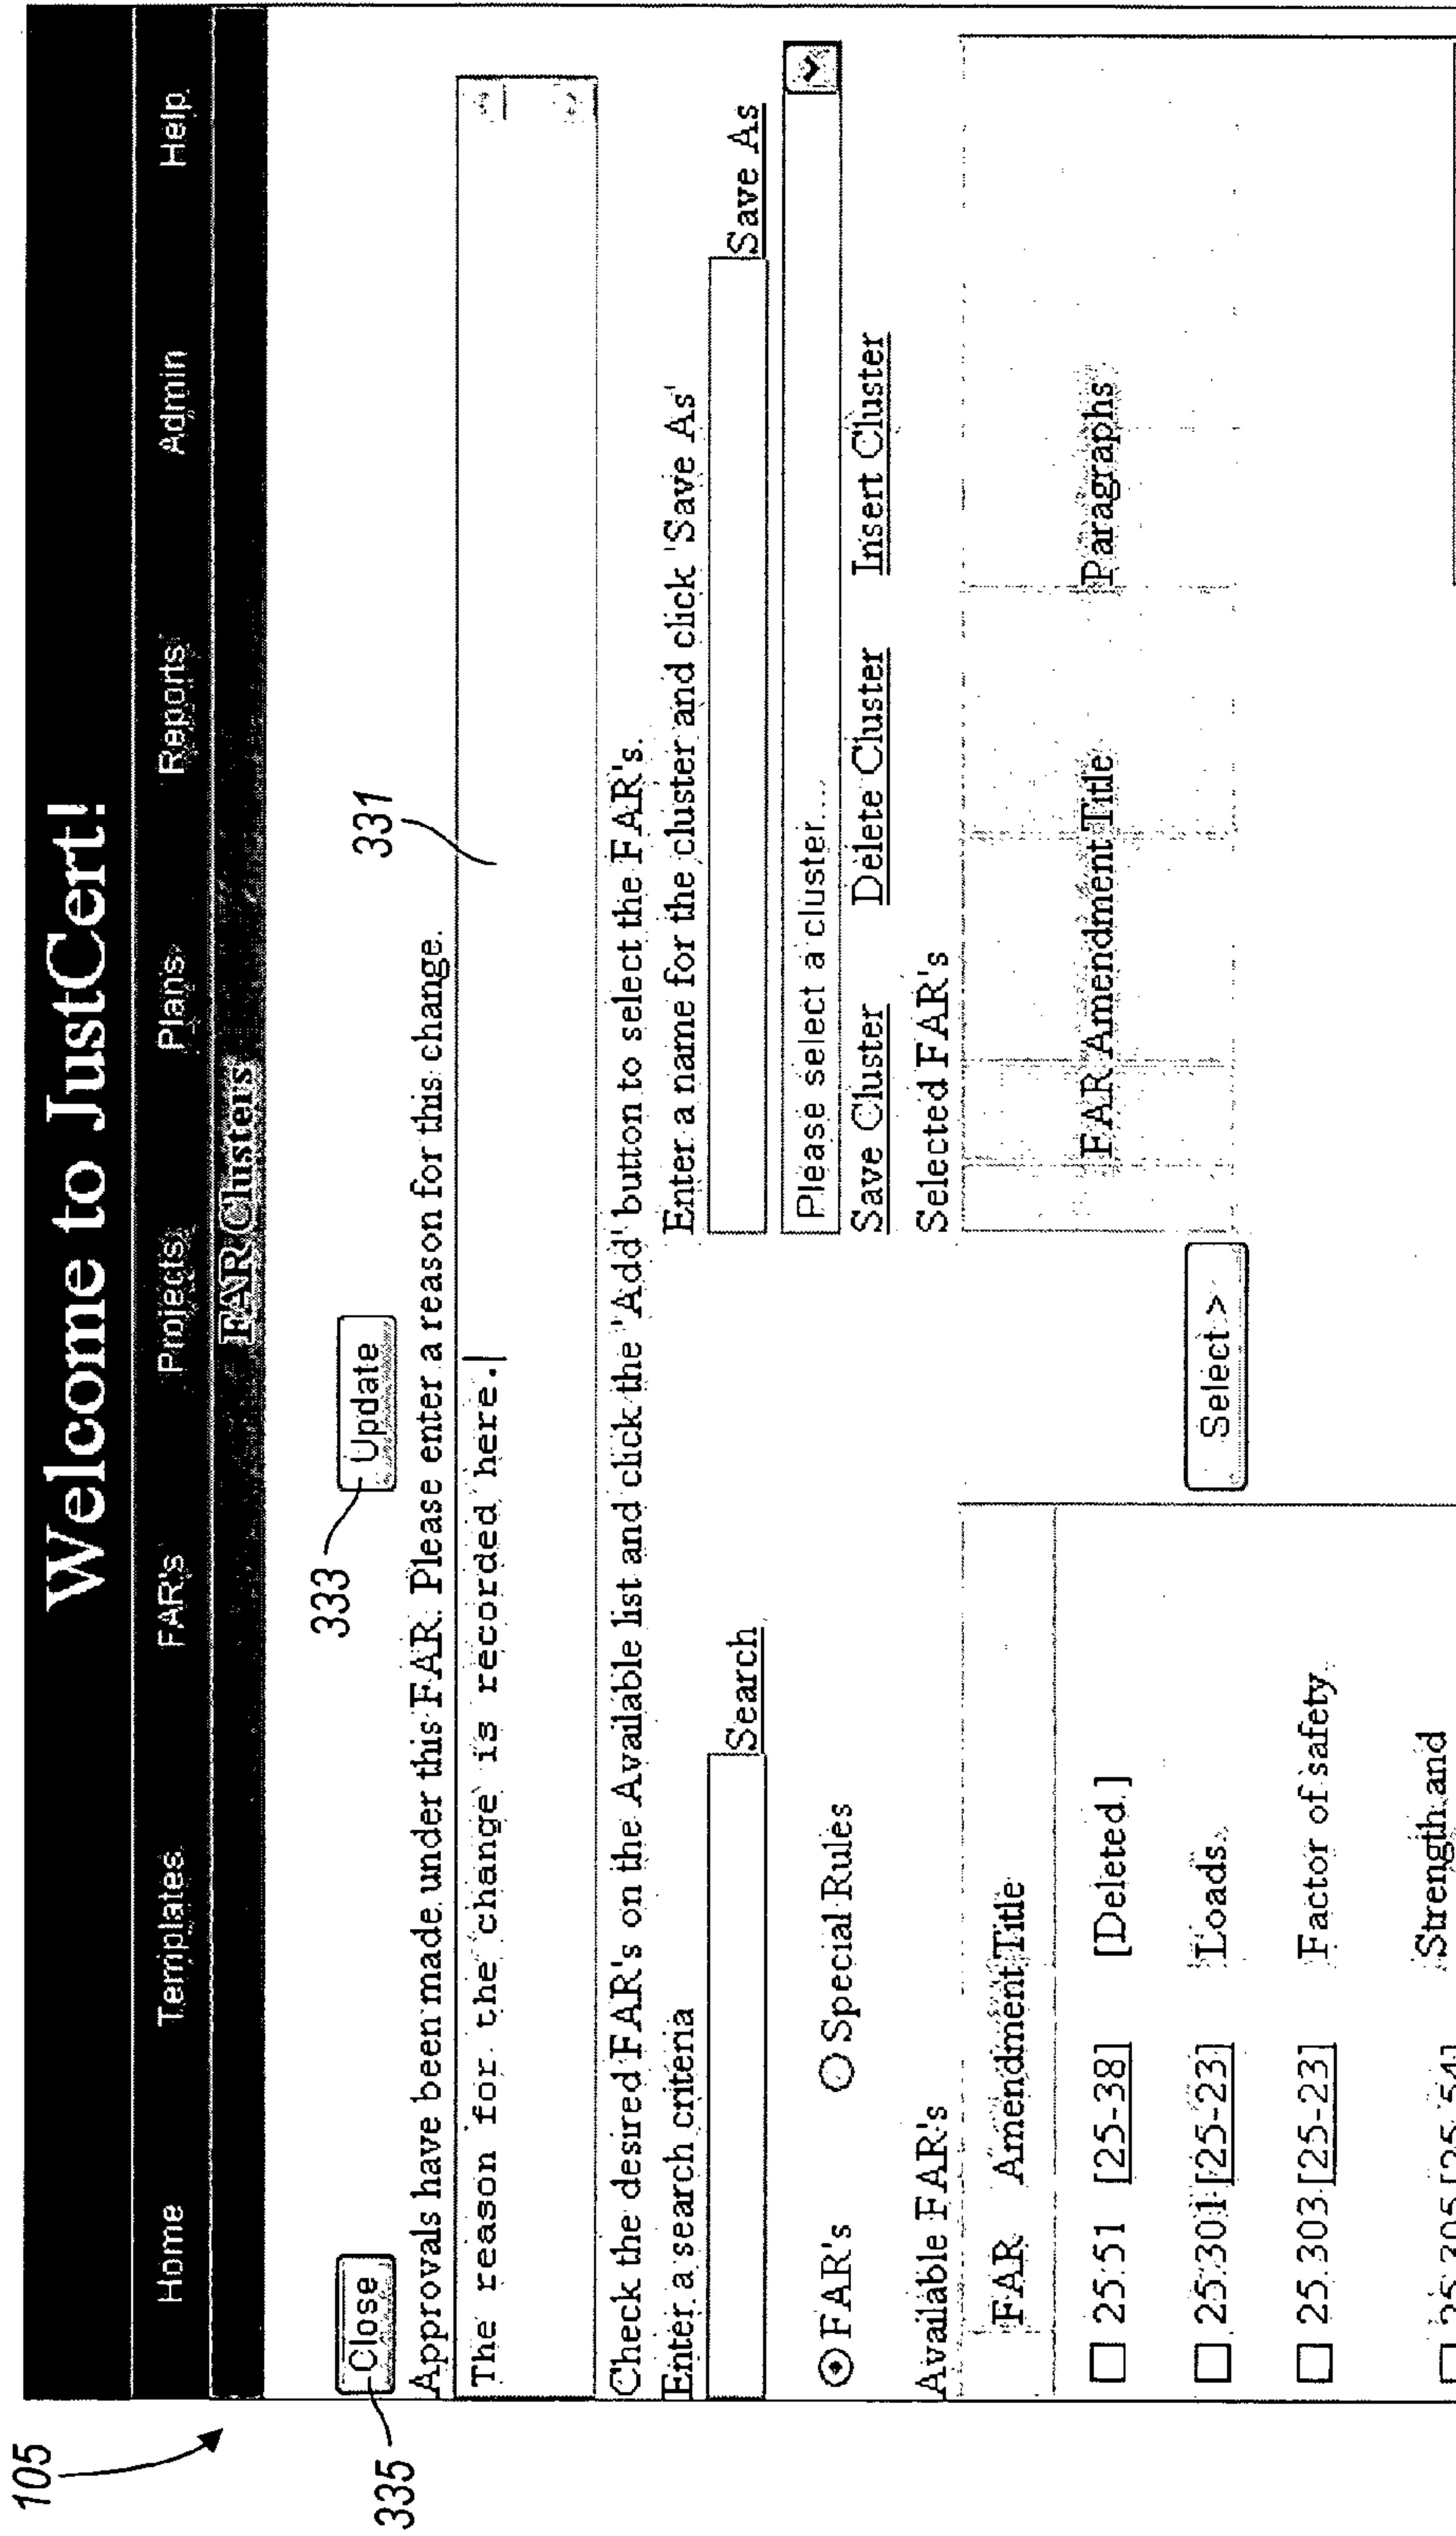 105
Welcome to JustCert!
Home Templates FAR's Projects Plans Reports Admin Help
FAR Clusters
335 Close 333 Update
331
Approvals have been made under this FAR. Please enter a reason for this change.
The reason for the change is recorded here.
Check the desired FAR's on the Available list and click the 'Add' button to select the FAR's.
Enter a search criteria Enter a name for the cluster and click 'Save As'
Search Save As
Please select a cluster...
FAR's Special Rules Save Cluster Delete Cluster Insert Cluster
Available FAR's Selected FAR's
FAR Amendment Title
FAR Amendment Title Paragraphs
25.51 [25-38] [Deleted.]
25.301 [25-23] Loads. Select >
25.303 [25-23] Factor of safety.
25.305 [25-54] Strength and